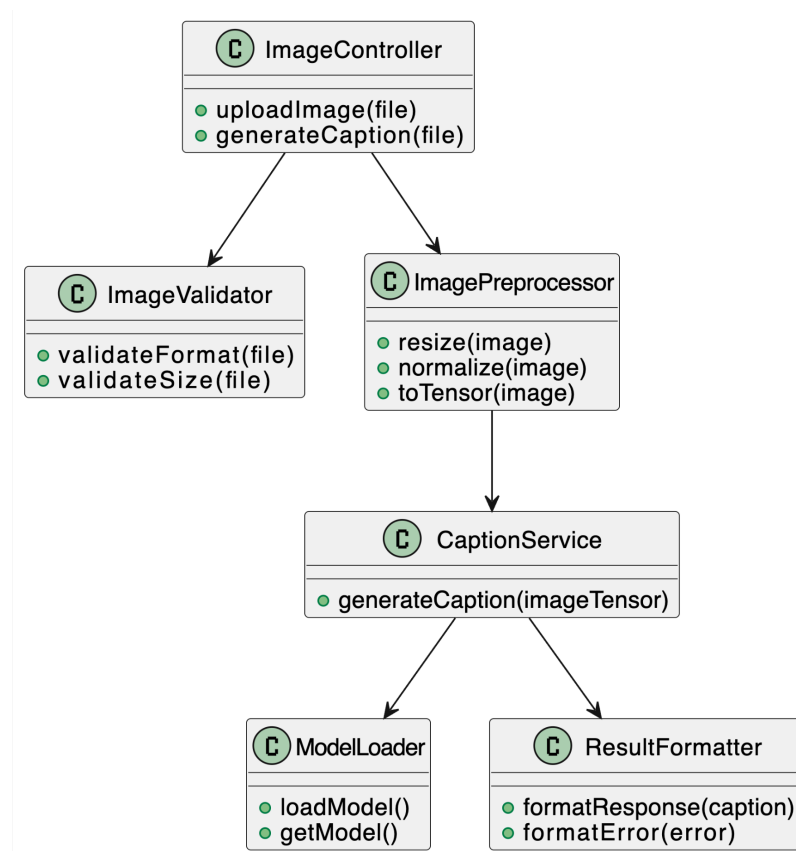 C ImageController
uploadImage(file)
generateCaption(file)
C ImageValidator
validateFormat(file)
validateSize(file)
C ImagePreprocessor
resize(image)
normalize(image)
toTensor(image)
C CaptionService
generateCaption(imageTensor)
C ModelLoader
loadModel()
getModel()
C ResultFormatter
formatResponse(caption)
formatError(error)